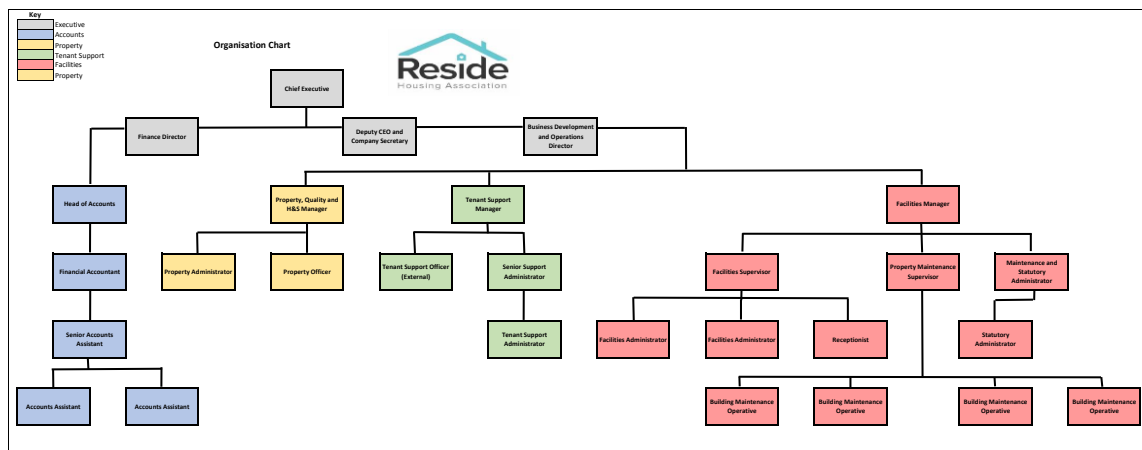 Key
Executive
Accounts
Property
Tenant Support
Facilities
Property
Organisation Chart
Reside
Housing Association
Chief Executive
Finance Director
Deputy CEO and
Company Secretary
Business Development
and Operations
Director
Head of Accounts
Property, Quality and
H&S Manager
Tenant Support
Manager
Facilities Manager
Financial Accountant
Property Administrator
Property Officer
Tenant Support Officer
(External)
Senior Support
Administrator
Facilities Supervisor
Property Maintenance
Supervisor
Maintenance and
Statutory
Administrator
Senior Accounts
Assistant
Tenant Support
Administrator
Facilities Administrator
Facilities Administrator
Receptionist
Statutory
Administrator
Accounts Assistant
Accounts Assistant
Building Maintenance
Operative
Building Maintenance
Operative
Building Maintenance
Operative
Building Maintenance
Operative